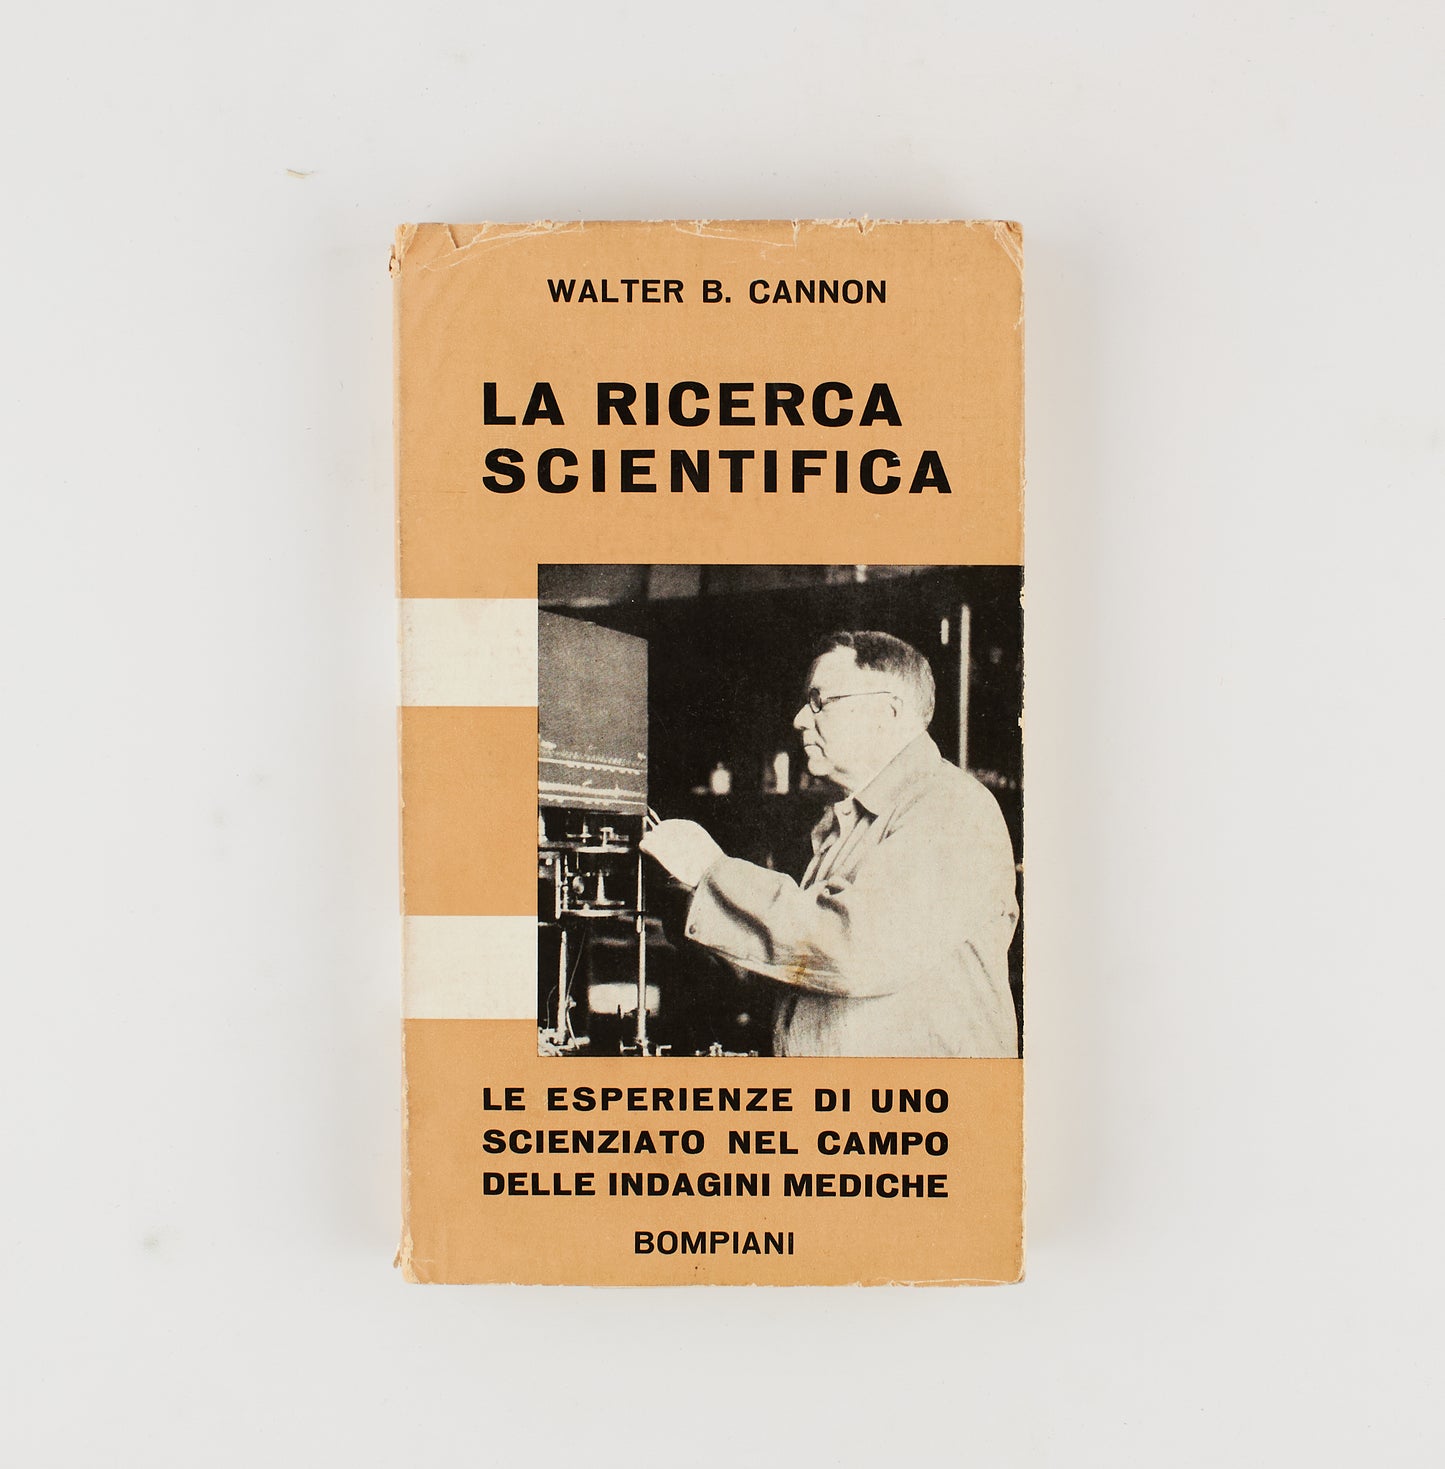 WALTER B. CANNON
LA RICERCA
SCIENTIFICA
LE ESPERIENZE DI UNO
SCIENZIATO NEL CAMPO
DELLE INDAGINI MEDICHE
BOMPIANI